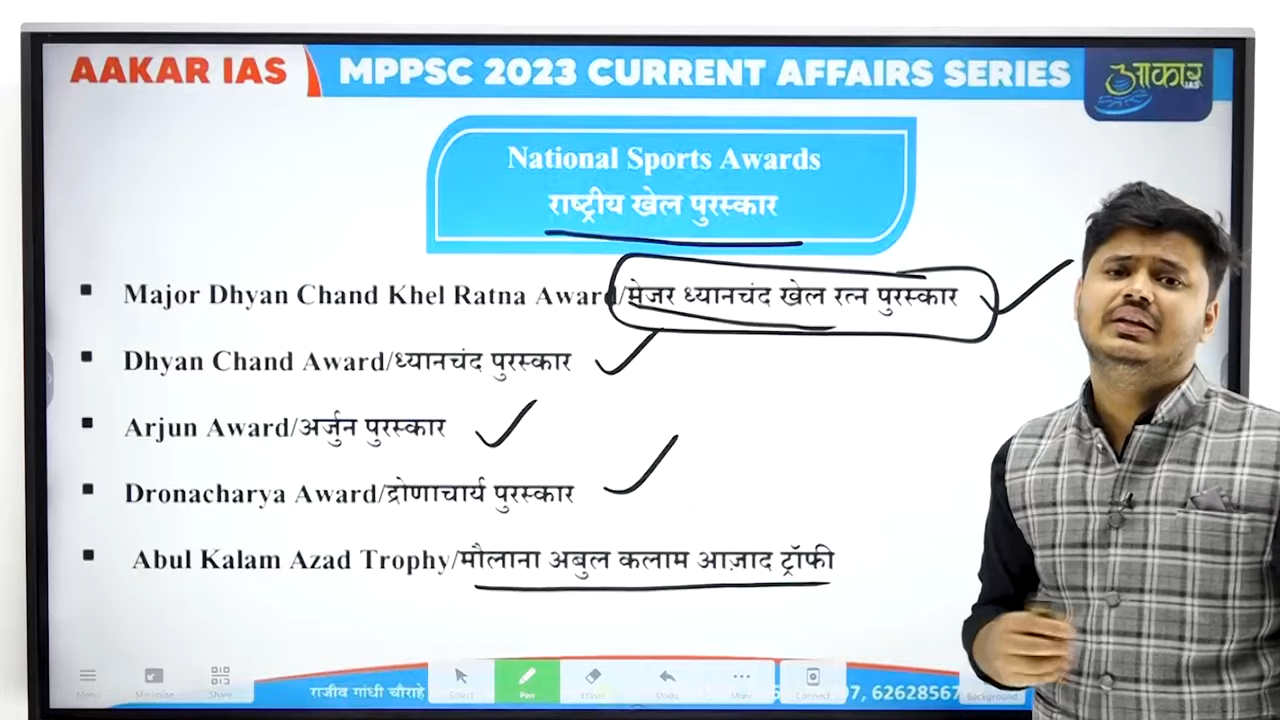 AAKAR IAS
MPPSC 2023 CURRENT AFFAIRS SERIES
आकार
IAS
National Sports Awards
राष्ट्रीय खेल पुरस्कार
Major Dhyan Chand Khel Ratna Award/मेजर ध्यानचंद खेल रत्न पुरस्कार
Dhyan Chand Award/ध्यानचंद पुरस्कार
Arjun Award/अर्जुन पुरस्कार
Dronacharya Award/द्रोणाचार्य पुरस्कार
Abul Kalam Azad Trophy/मौलाना अबुल कलाम आज़ाद ट्रॉफी
Menu Minimize Share Select Pen Eraser Undo More Connect Background
राजीव गांधी चौराहे 62628567